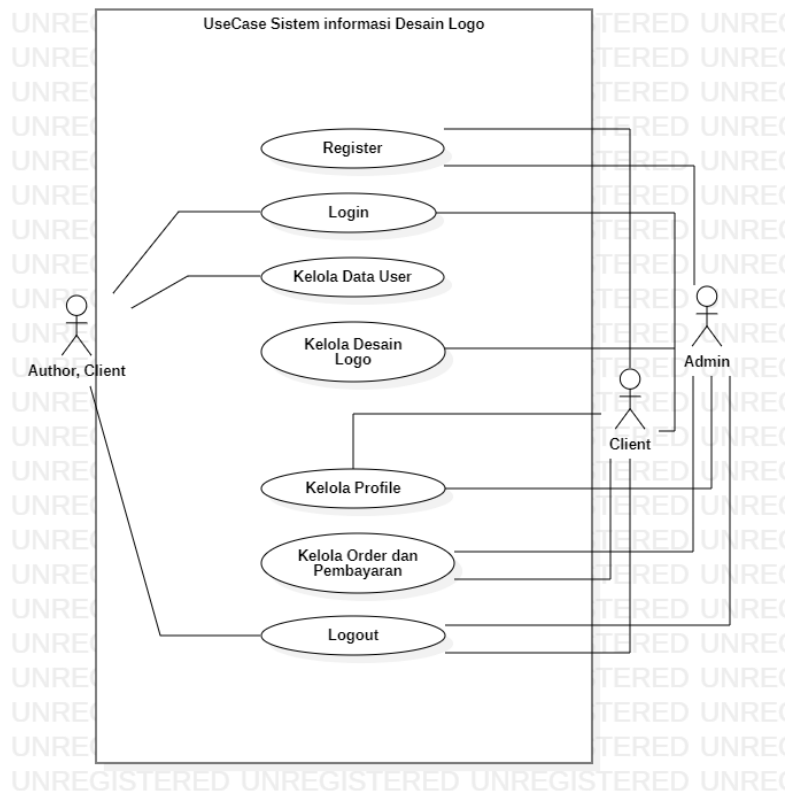 UseCase Sistem informasi Desain Logo
Register
Login
Kelola Data User
Kelola Desain
Logo
Author, Client
Admin
Client
Kelola Profile
Kelola Order dan
Pembayaran
Logout
UNREGISTERED UNREGISTERED UNREGISTERED UNREG